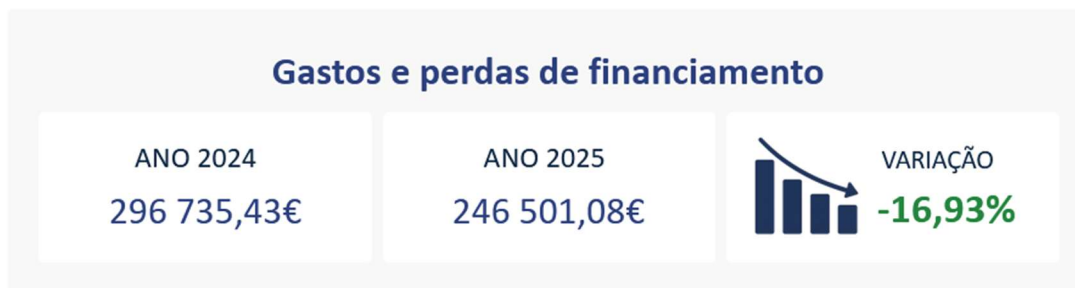 Gastos e perdas de financiamento
ANO 2024
296 735,43€
ANO 2025
246 501,08€
VARIAÇÃO
-16,93%